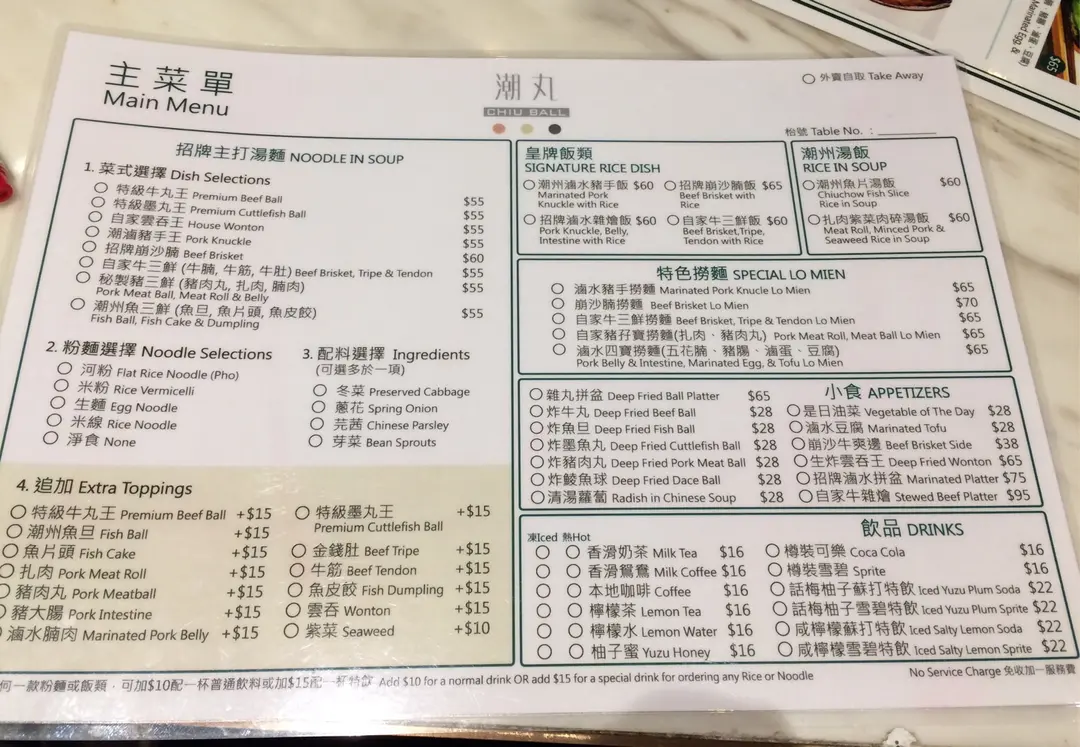 主菜單
Main Menu
潮丸
CHIU BALL
外賣自取 Take Away
枱號 Table No. :
招牌主打湯麵 NOODLE IN SOUP
1. 菜式選擇 Dish Selections
特級牛丸王 Premium Beef Ball $55
特級墨丸王 Premium Cuttlefish Ball $55
自家雲吞王 House Wonton $55
潮滷豬手王 Pork Knuckle $55
招牌崩沙腩 Beef Brisket $60
自家牛三鮮 (牛腩, 牛筋, 牛肚) Beef Brisket, Tripe & Tendon $55
秘製豬三鮮 (豬肉丸, 扎肉, 腩肉) $55
Pork Meat Ball, Meat Roll & Belly
潮州魚三鮮 (魚旦, 魚片頭, 魚皮餃) $55
Fish Ball, Fish Cake & Dumpling
2. 粉麵選擇 Noodle Selections
河粉 Flat Rice Noodle (Pho)
米粉 Rice Vermicelli
生麵 Egg Noodle
米線 Rice Noodle
淨食 None
3. 配料選擇 Ingredients
(可選多於一項)
冬菜 Preserved Cabbage
蔥花 Spring Onion
芫茜 Chinese Parsley
芽菜 Bean Sprouts
4. 追加 Extra Toppings
特級牛丸王 Premium Beef Ball +$15
潮州魚旦 Fish Ball +$15
魚片頭 Fish Cake +$15
扎肉 Pork Meat Roll +$15
豬肉丸 Pork Meatball +$15
豬大腸 Pork Intestine +$15
滷水腩肉 Marinated Pork Belly +$15
特級墨丸王 +$15
Premium Cuttlefish Ball
金錢肚 Beef Tripe +$15
牛筋 Beef Tendon +$15
魚皮餃 Fish Dumpling +$15
雲吞 Wonton +$15
紫菜 Seaweed +$10
皇牌飯類
SIGNATURE RICE DISH
潮州滷水豬手飯 $60
Marinated Pork
Knuckle with Rice
招牌崩沙腩飯 $65
Beef Brisket with
Rice
招牌滷水雜燴飯 $60
Pork Knuckle, Belly,
Intestine with Rice
自家牛三鮮飯 $60
Beef Brisket,Tripe,
Tendon with Rice
潮州湯飯
RICE IN SOUP
潮州魚片湯飯 $60
Chiuchow Fish Slice
Rice in Soup
扎肉紫菜肉碎湯飯 $60
Meat Roll, Minced Pork &
Seaweed Rice in Soup
特色撈麵 SPECIAL LO MIEN
滷水豬手撈麵 Marinated Pork Knucle Lo Mien $65
崩沙腩撈麵 Beef Brisket Lo Mien $70
自家牛三鮮撈麵 Beef Brisket, Tripe & Tendon Lo Mien $65
自家豬孖寶撈麵(扎肉、豬肉丸) Pork Meat Roll, Meat Ball Lo Mien $65
滷水四寶撈麵(五花腩、豬腸、滷蛋、豆腐) $65
Pork Belly & Intestine, Marinated Egg, & Tofu Lo Mien
小食 APPETIZERS
雜丸拼盆 Deep Fried Ball Platter $65
炸牛丸 Deep Fried Beef Ball $28
炸魚旦 Deep Fried Fish Ball $28
炸墨魚丸 Deep Fried Cuttlefish Ball $28
炸豬肉丸 Deep Fried Pork Meat Ball $28
炸鯪魚球 Deep Fried Dace Ball $28
清湯蘿蔔 Radish in Chinese Soup $28
是日油菜 Vegetable of The Day $28
滷水豆腐 Marinated Tofu $28
崩沙牛爽邊 Beef Brisket Side $38
生炸雲吞王 Deep Fried Wonton $65
招牌滷水拼盆 Marinated Platter $75
自家牛雜燴 Stewed Beef Platter $95
飲品 DRINKS
凍Iced 熱Hot
香滑奶茶 Milk Tea $16
香滑鴛鴦 Milk Coffee $16
本地咖啡 Coffee $16
檸檬茶 Lemon Tea $16
檸檬水 Lemon Water $16
柚子蜜 Yuzu Honey $16
樽裝可樂 Coca Cola $16
樽裝雪碧 Sprite $16
話梅柚子蘇打特飲 Iced Yuzu Plum Soda $22
話梅柚子雪碧特飲 Iced Yuzu Plum Sprite $22
咸檸檬蘇打特飲 Iced Salty Lemon Soda $22
咸檸檬雪碧特飲 Iced Salty Lemon Sprite $22
何一款粉麵或飯類，可加$10配一杯普通飲料或加$15配一杯特飲 Add $10 for a normal drink OR add $15 for a special drink for ordering any Rice or Noodle
No Service Charge 免收加一服務費
Marinated Egg, &
$65